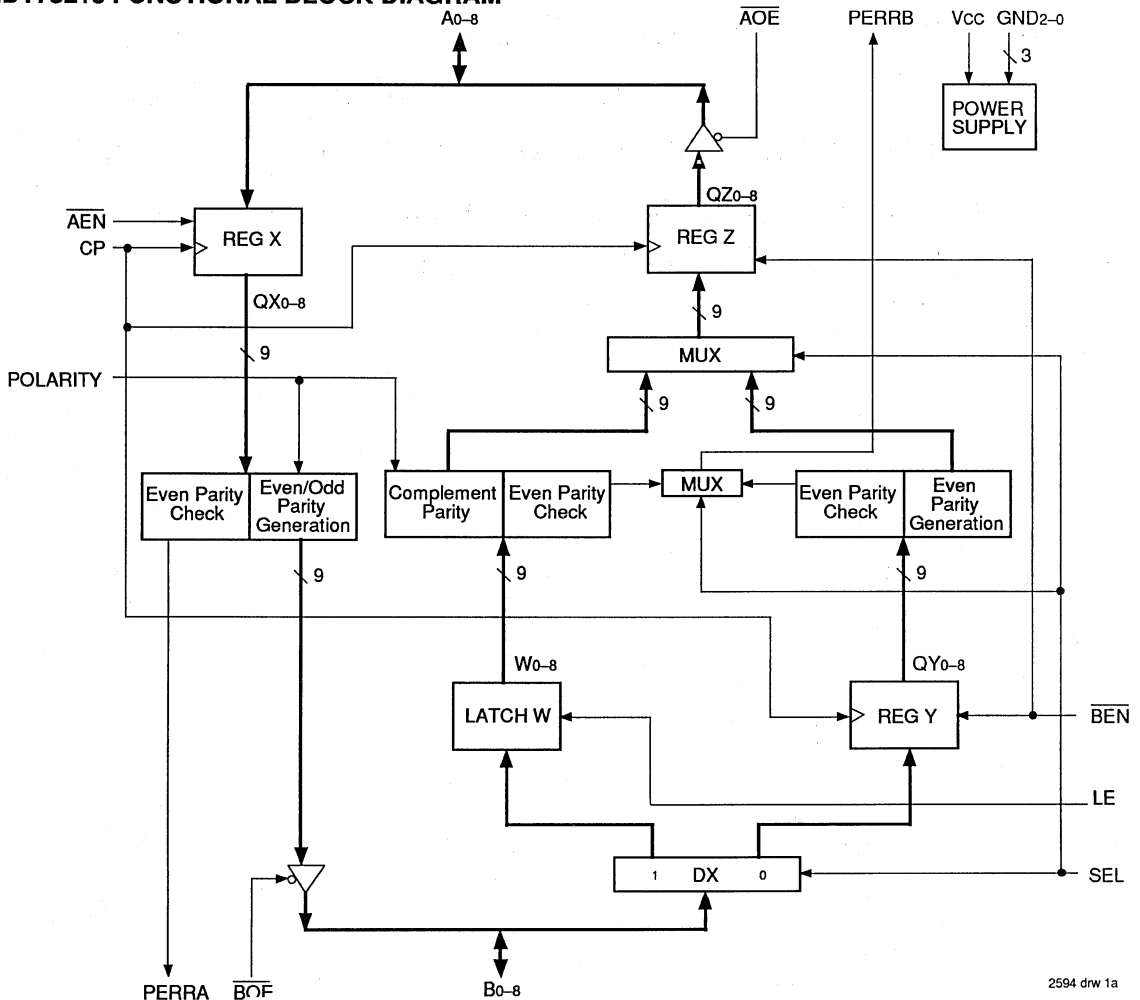 FUNCTIONAL BLOCK DIAGRAM
A0–8
AOE
PERRB
VCC
GND2–0
3
POWER
SUPPLY
QZ0–8
AEN
CP
REG X
REG Z
QX0–8
9
9
MUX
POLARITY
9
9
Even Parity
Check
Even/Odd
Parity
Generation
Complement
Parity
Even Parity
Check
MUX
Even Parity
Check
Even
Parity
Generation
9
9
9
W0–8
QY0–8
LATCH W
REG Y
BEN
LE
1
DX
0
SEL
PERRA
BOE
B0–8
2594 drw 1a